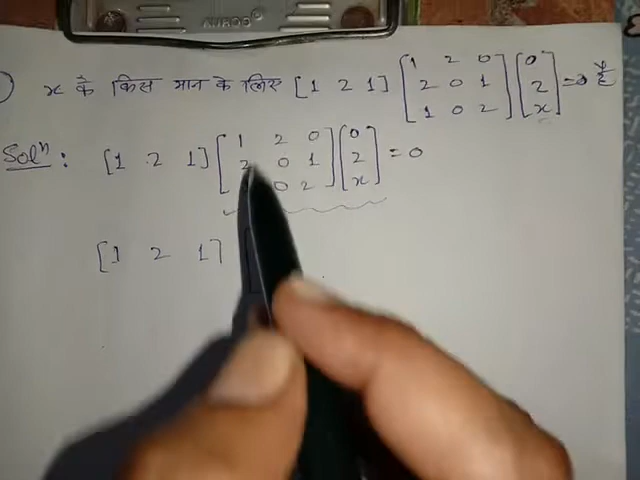 ) x के किस मान के लिए [1 2 1] [1 2 0 2 0 1 1 0 2] [0 2 x] = 0 है
Solⁿ : [1 2 1] [1 2 0 2 0 1 0 2] [0 2 x] = 0
[1 2 1]